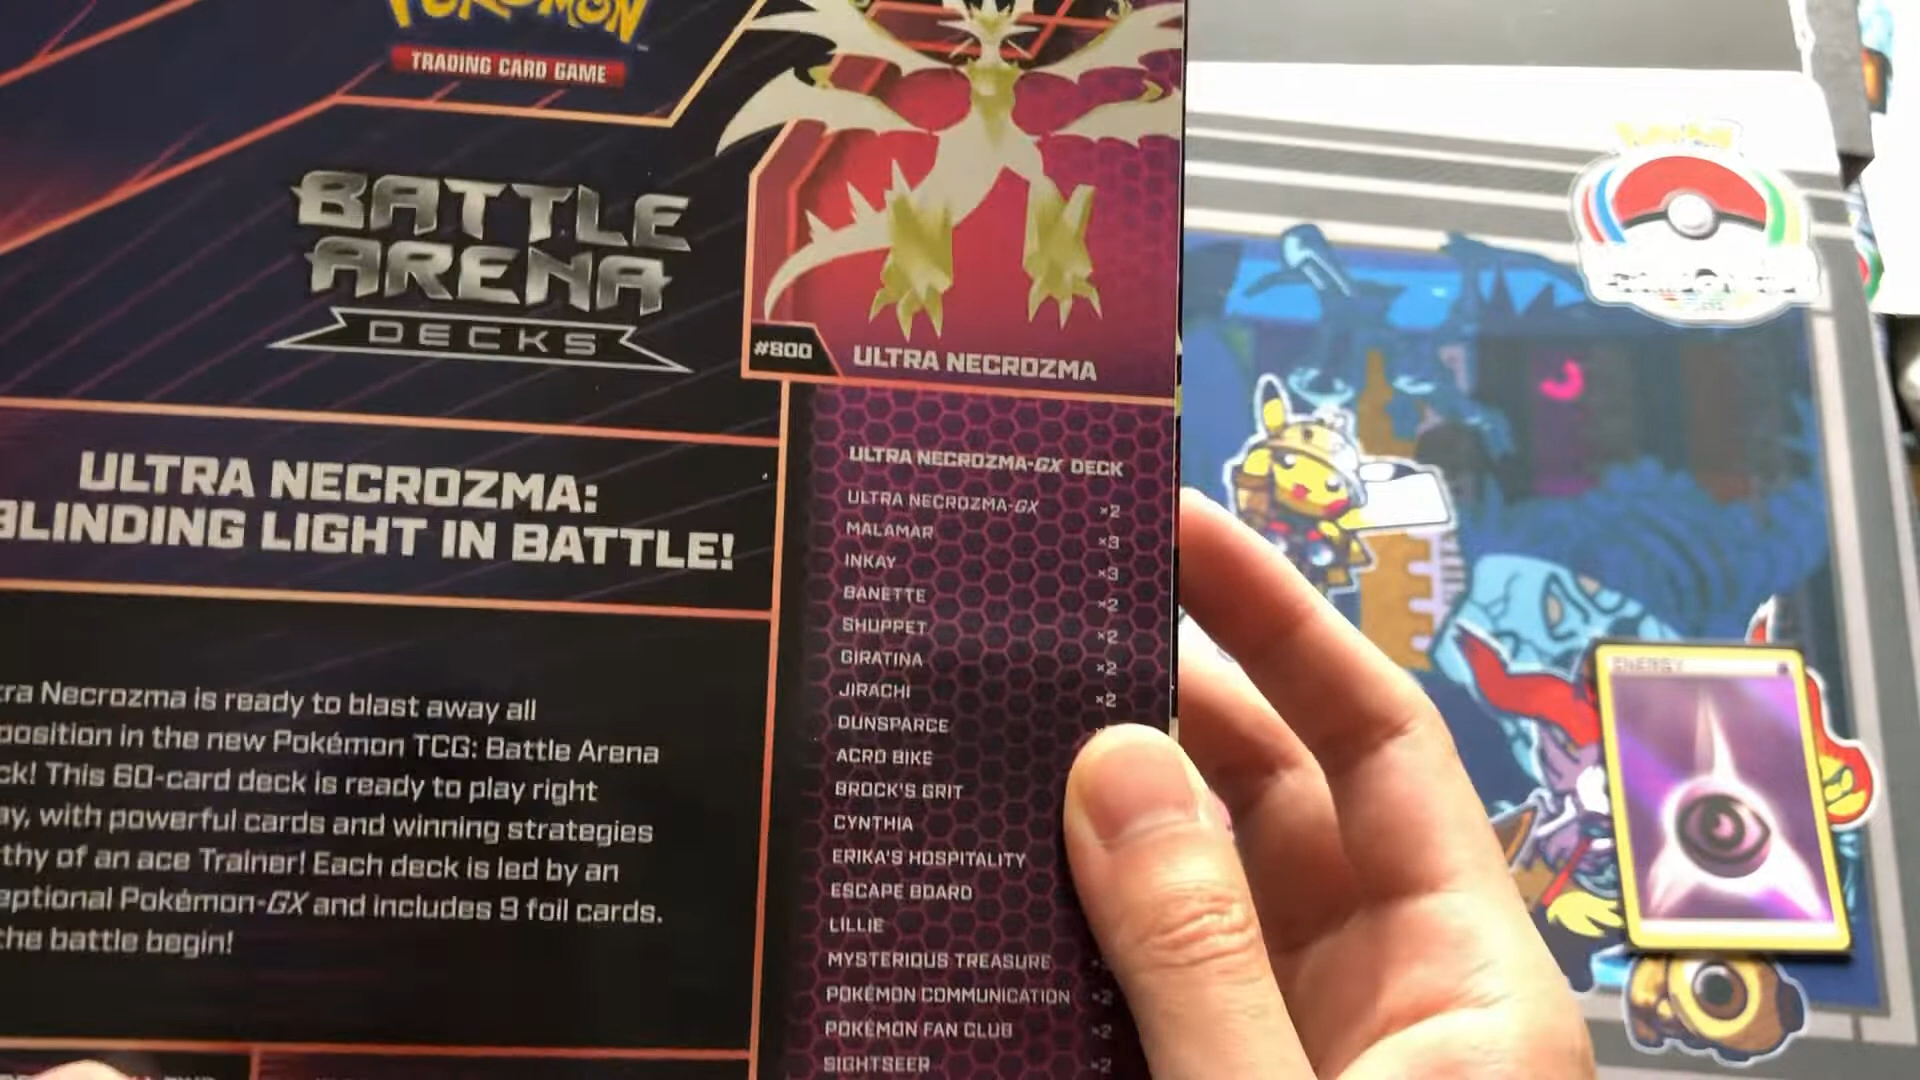 POKÉMON
TRADING CARD GAME
BATTLE
ARENA
DECKS
#800
ULTRA NECROZMA
ULTRA NECROZMA:
BLINDING LIGHT IN BATTLE!
ra Necrozma is ready to blast away all
position in the new Pokémon TCG: Battle Arena
ck! This 60-card deck is ready to play right
ay, with powerful cards and winning strategies
thy of an ace Trainer! Each deck is led by an
eptional Pokémon-GX and includes 9 foil cards.
the battle begin!
ULTRA NECROZMA-GX DECK
ULTRA NECROZMA-GX ×2
MALAMAR ×3
INKAY ×3
BANETTE ×2
SHUPPET ×2
GIRATINA ×2
JIRACHI ×2
DUNSPARCE
ACRO BIKE
BROCK'S GRIT
CYNTHIA
ERIKA'S HOSPITALITY
ESCAPE BOARD
LILLIE
MYSTERIOUS TREASURE
POKÉMON COMMUNICATION ×2
POKÉMON FAN CLUB ×2
SIGHTSEER ×2
ENERGY